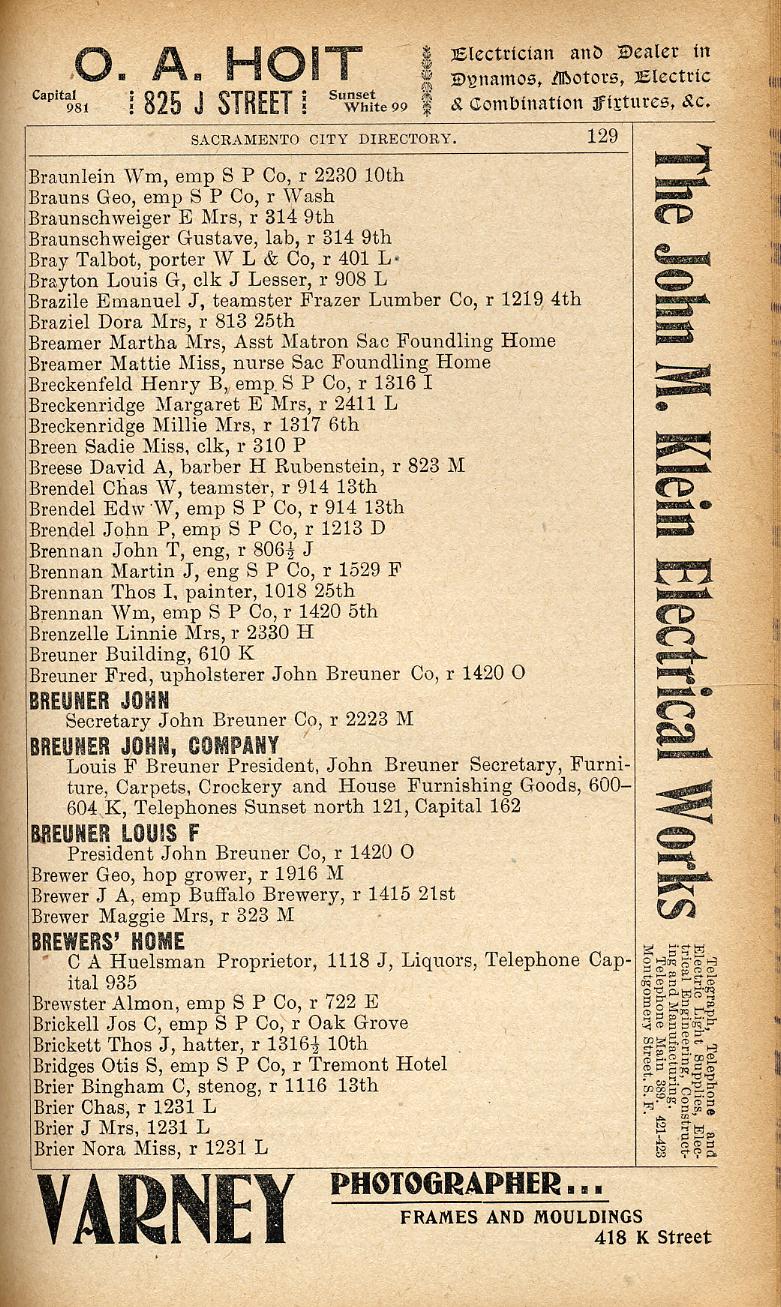 O. A. HOIT
Capital 981
825 J STREET
Sunset White 99
Electrician and Dealer in
Dynamos, Motors, Electric
& Combination Fixtures, &c.
SACRAMENTO CITY DIRECTORY. 129
Braunlein Wm, emp S P Co, r 2230 10th
Brauns Geo, emp S P Co, r Wash
Braunschweiger E Mrs, r 314 9th
Braunschweiger Gustave, lab, r 314 9th
Bray Talbot, porter W L & Co, r 401 L
Brayton Louis G, clk J Lesser, r 908 L
Brazile Emanuel J, teamster Frazer Lumber Co, r 1219 4th
Braziel Dora Mrs, r 813 25th
Breamer Martha Mrs, Asst Matron Sac Foundling Home
Breamer Mattie Miss, nurse Sac Foundling Home
Breckenfeld Henry B, emp S P Co, r 1316 I
Breckenridge Margaret E Mrs, r 2411 L
Breckenridge Millie Mrs, r 1317 6th
Breen Sadie Miss, clk, r 310 P
Breese David A, barber H Rubenstein, r 823 M
Brendel Chas W, teamster, r 914 13th
Brendel Edw W, emp S P Co, r 914 13th
Brendel John P, emp S P Co, r 1213 D
Brennan John T, eng, r 806½ J
Brennan Martin J, eng S P Co, r 1529 F
Brennan Thos I, painter, 1018 25th
Brennan Wm, emp S P Co, r 1420 5th
Brenzelle Linnie Mrs, r 2330 H
Breuner Building, 610 K
Breuner Fred, upholsterer John Breuner Co, r 1420 O
BREUNER JOHN
Secretary John Breuner Co, r 2223 M
BREUNER JOHN, COMPANY
Louis F Breuner President, John Breuner Secretary, Furni-
ture, Carpets, Crockery and House Furnishing Goods, 600–
604 K, Telephones Sunset north 121, Capital 162
BREUNER LOUIS F
President John Breuner Co, r 1420 O
Brewer Geo, hop grower, r 1916 M
Brewer J A, emp Buffalo Brewery, r 1415 21st
Brewer Maggie Mrs, r 323 M
BREWERS' HOME
C A Huelsman Proprietor, 1118 J, Liquors, Telephone Cap-
ital 935
Brewster Almon, emp S P Co, r 722 E
Brickell Jos C, emp S P Co, r Oak Grove
Brickett Thos J, hatter, r 1316½ 10th
Bridges Otis S, emp S P Co, r Tremont Hotel
Brier Bingham C, stenog, r 1116 13th
Brier Chas, r 1231 L
Brier J Mrs, 1231 L
Brier Nora Miss, r 1231 L
The John M. Klein Electrical Works
Telegraph, Telephone and
Electric Light Supplies, Elec-
trical Engineering, Construct-
ing and Manufacturing.
Telephone Main 389. 421-423
Montgomery Street. S. F.
VARNEY
PHOTOGRAPHER...
FRAMES AND MOULDINGS
418 K Street